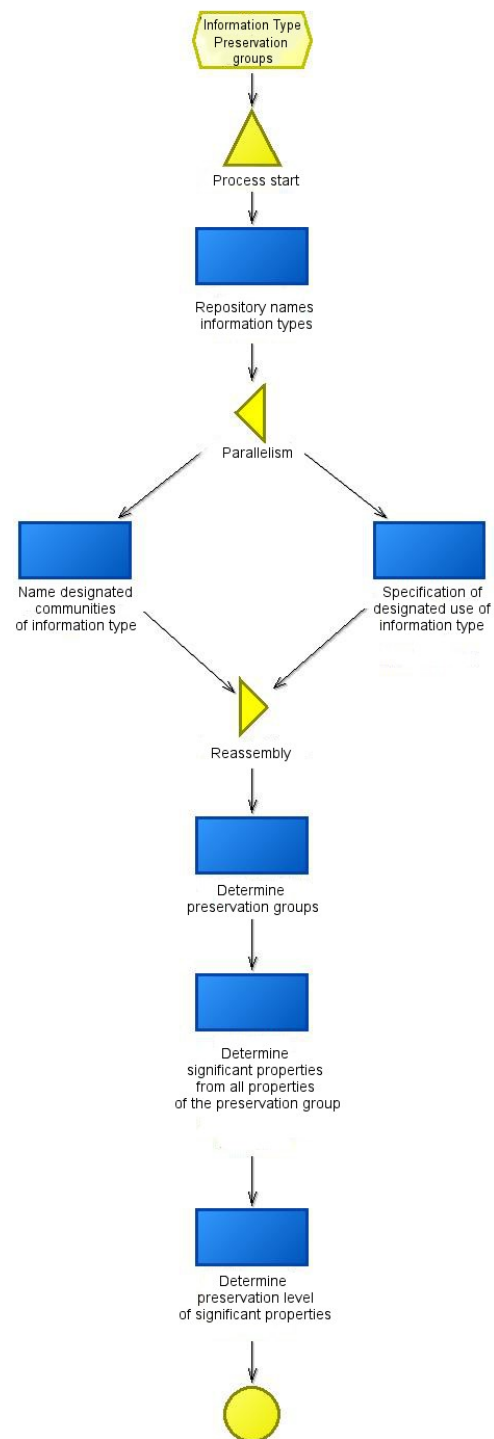 Information Type
Preservation
groups
Process start
Repository names
information types
Parallelism
Name designated
communities
of information type
Specification of
designated use of
information type
Reassembly
Determine
preservation groups
Determine
significant properties
from all properties
of the preservation group
Determine
preservation level
of significant properties